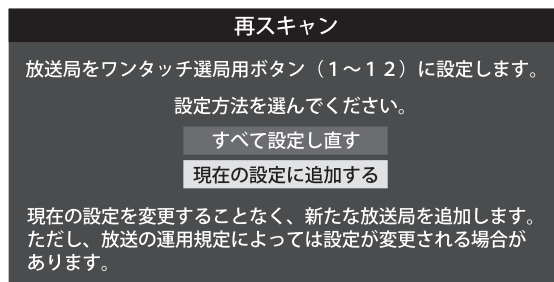 再スキャン
放送局をワンタッチ選局用ボタン（１～１２）に設定します。
設定方法を選んでください。
すべて設定し直す
現在の設定に追加する
現在の設定を変更することなく、新たな放送局を追加します。
ただし、放送の運用規定によっては設定が変更される場合が
あります。